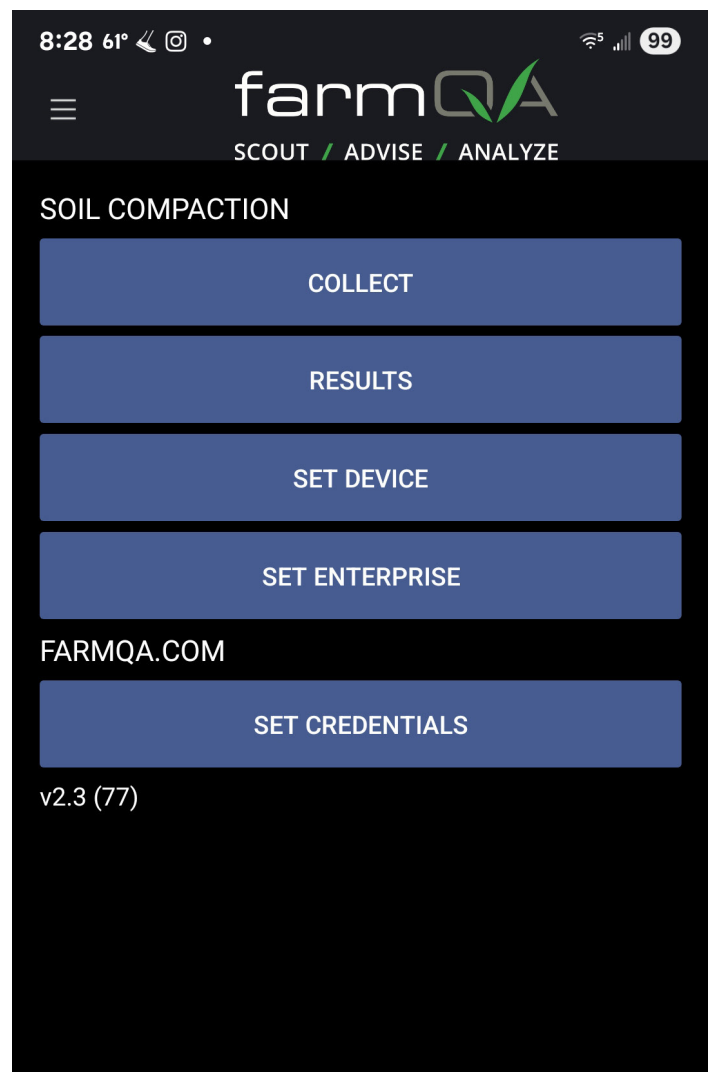 8:28 61° 5 99
farmQA
SCOUT / ADVISE / ANALYZE
SOIL COMPACTION
COLLECT
RESULTS
SET DEVICE
SET ENTERPRISE
FARMQA.COM
SET CREDENTIALS
v2.3 (77)